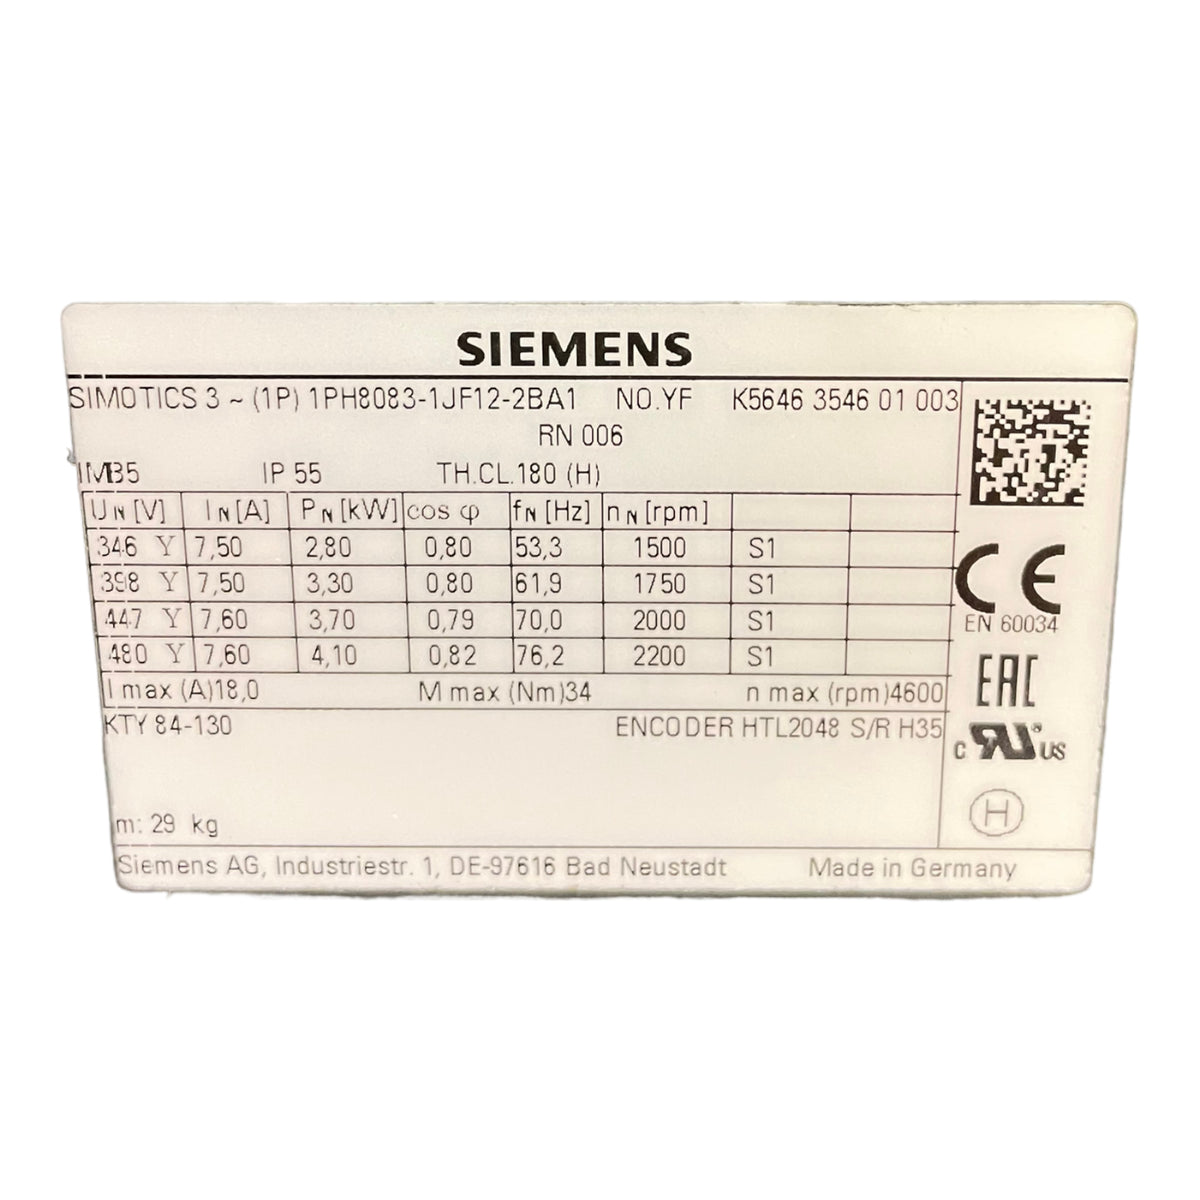 SIEMENS
SIMOTICS 3 ~ (1P) 1PH8083-1JF12-2BA1 NO.YF K5646 3546 01 003
RN 006
IMB35 IP 55 TH.CL.180 (H)
UN [V] IN [A] PN [kW] cos φ fN [Hz] nN [rpm]
346 Y 7,50 2,80 0,80 53,3 1500 S1
398 Y 7,50 3,30 0,80 61,9 1750 S1
447 Y 7,60 3,70 0,79 70,0 2000 S1
480 Y 7,60 4,10 0,82 76,2 2200 S1
I max (A)18,0 M max (Nm)34 n max (rpm)4600
KTY 84-130 ENCODER HTL2048 S/R H35
m: 29 kg
Siemens AG, Industriestr. 1, DE-97616 Bad Neustadt Made in Germany
CE
EN 60034
EAC
c RU us
H